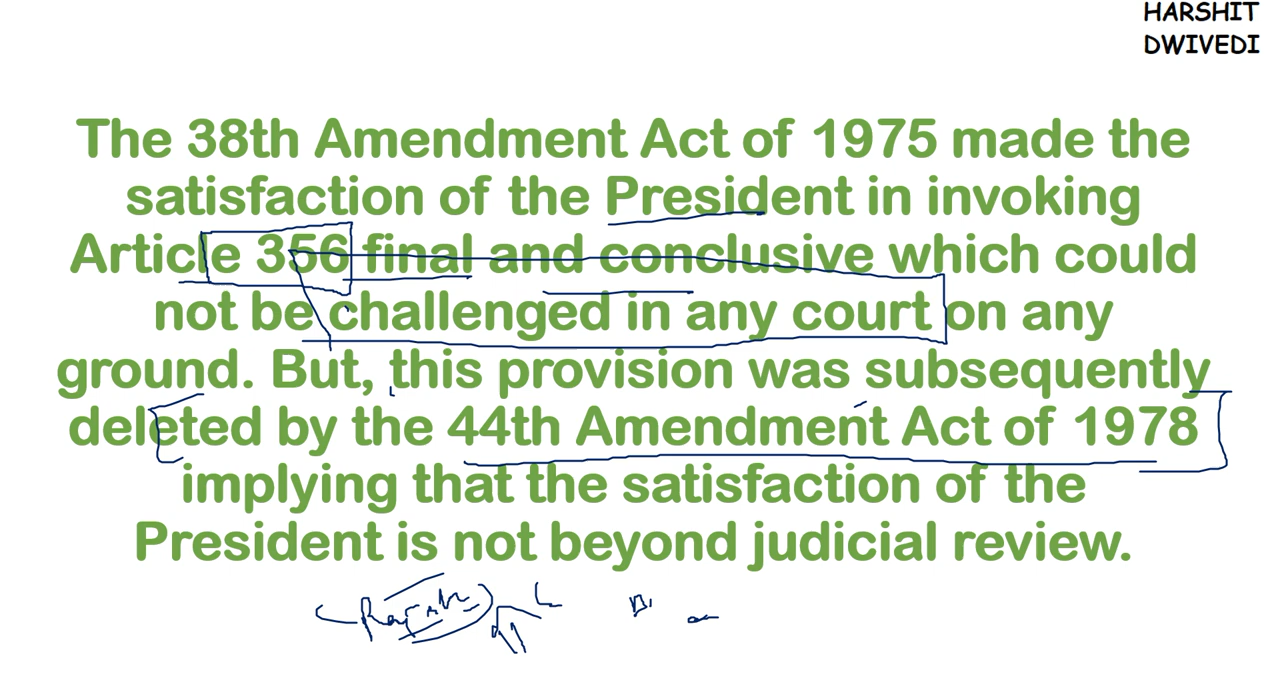 HARSHIT
DWIVEDI
The 38th Amendment Act of 1975 made the
satisfaction of the President in invoking
Article 356 final and conclusive which could
not be challenged in any court on any
ground. But, this provision was subsequently
deleted by the 44th Amendment Act of 1978
implying that the satisfaction of the
President is not beyond judicial review.